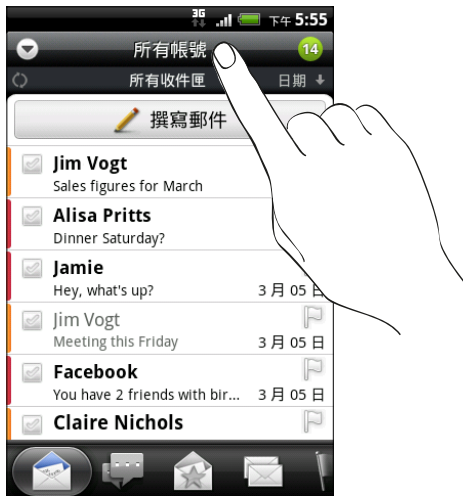 3G 下午 5:55
所有帳號 14
所有收件匣 日期
撰寫郵件
Jim Vogt
Sales figures for March
Alisa Pritts
Dinner Saturday?
Jamie
Hey, what's up? 3 月 05 日
Jim Vogt
Meeting this Friday 3 月 05 日
Facebook
You have 2 friends with bir... 3 月 05 日
Claire Nichols